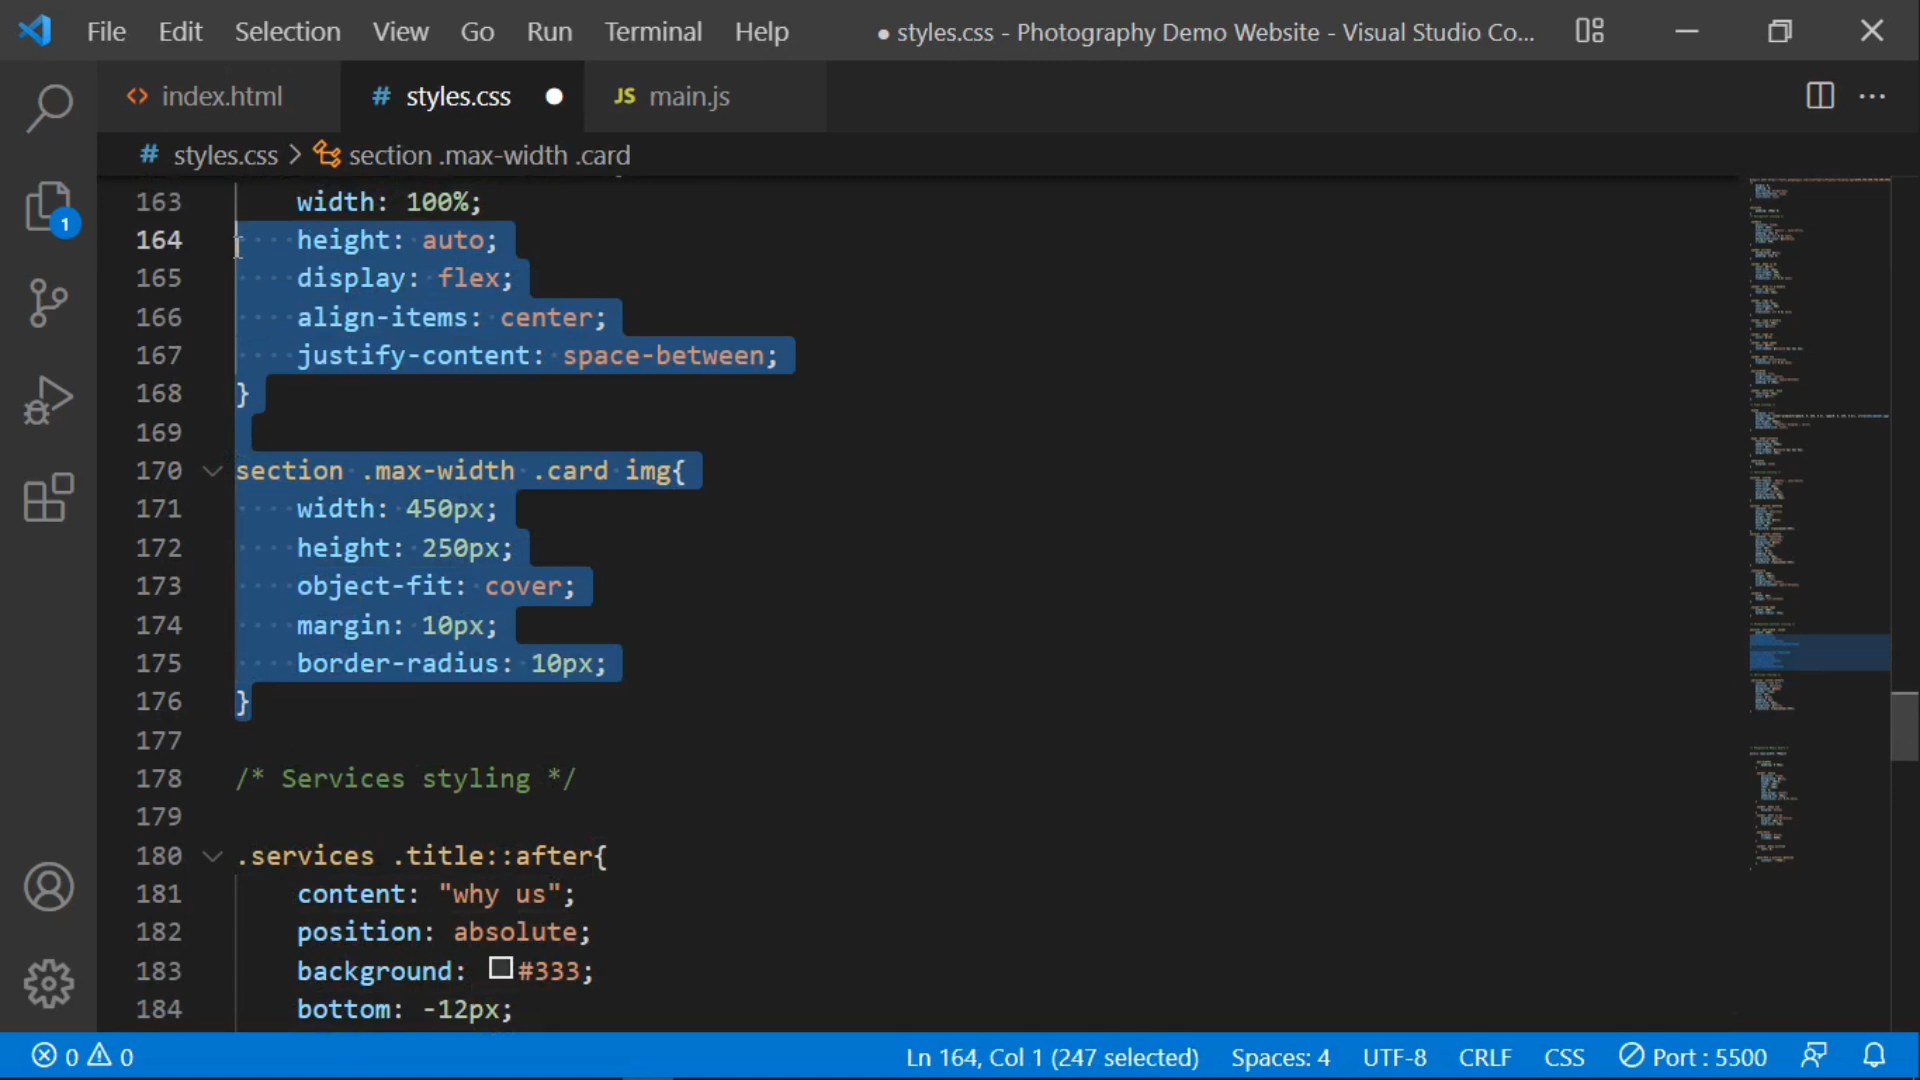 File Edit Selection View Go Run Terminal Help ● styles.css - Photography Demo Website - Visual Studio Co...
<> index.html # styles.css ● JS main.js ...
# styles.css > section .max-width .card
163 width: 100%;
164 height: auto;
165 display: flex;
166 align-items: center;
167 justify-content: space-between;
168 }
169
170 section .max-width .card img{
171 width: 450px;
172 height: 250px;
173 object-fit: cover;
174 margin: 10px;
175 border-radius: 10px;
176 }
177
178 /* Services styling */
179
180 .services .title::after{
181 content: "why us";
182 position: absolute;
183 background: #333;
184 bottom: -12px;
1
0 0 Ln 164, Col 1 (247 selected) Spaces: 4 UTF-8 CRLF CSS Port : 5500